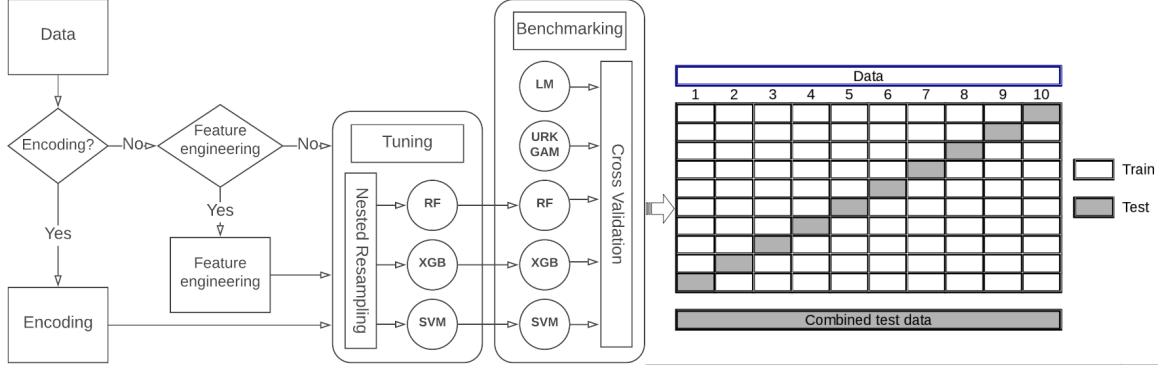 Data
Encoding?
No
Feature
engineering
No
Yes
Yes
Feature
engineering
Encoding
Tuning
Nested Resampling
RF
XGB
SVM
Benchmarking
LM
URK
GAM
RF
XGB
SVM
Cross Validation
Data
1 2 3 4 5 6 7 8 9 10
Train
Test
Combined test data